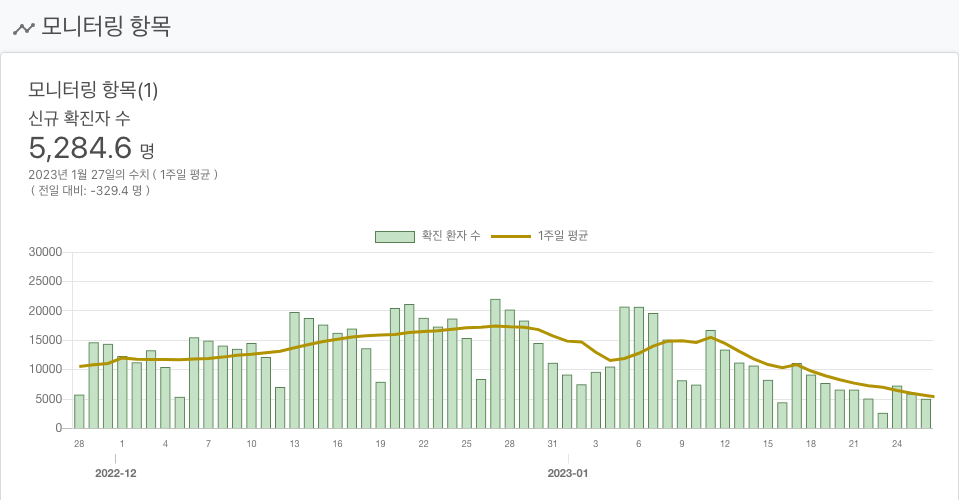 모니터링 항목
모니터링 항목(1)
신규 확진자 수
5,284.6 명
2023년 1월 27일의 수치 ( 1주일 평균 )
( 전일 대비: -329.4 명 )
확진 환자 수 1주일 평균
30000
25000
20000
15000
10000
5000
0
28 1 4 7 10 13 16 19 22 25 28 31 3 6 9 12 15 18 21 24
2022-12 2023-01